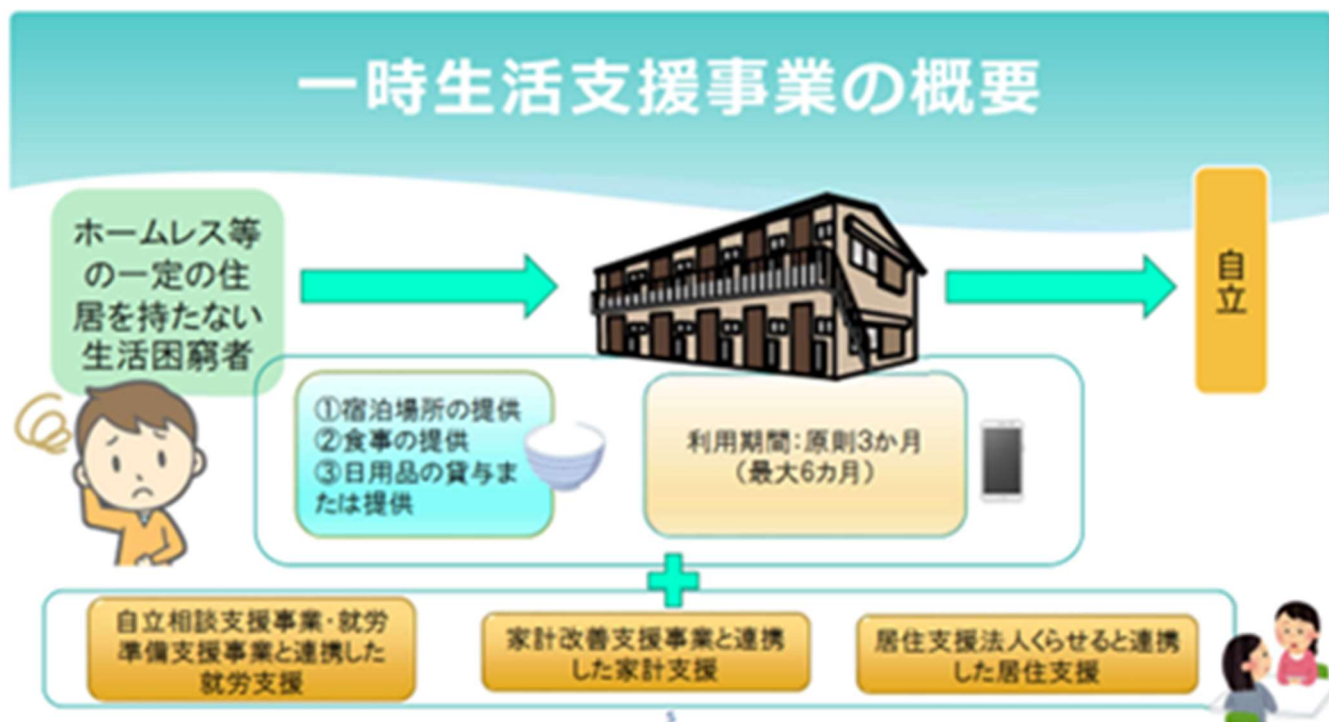 一時生活支援事業の概要
ホームレス等
の一定の住
居を持たない
生活困窮者
自立
①宿泊場所の提供
②食事の提供
③日用品の貸与ま
たは提供
利用期間：原則3か月
（最大6カ月）
自立相談支援事業・就労
準備支援事業と連携した
就労支援
家計改善支援事業と連携
した家計支援
居住支援法人くらせると連携
した居住支援
5